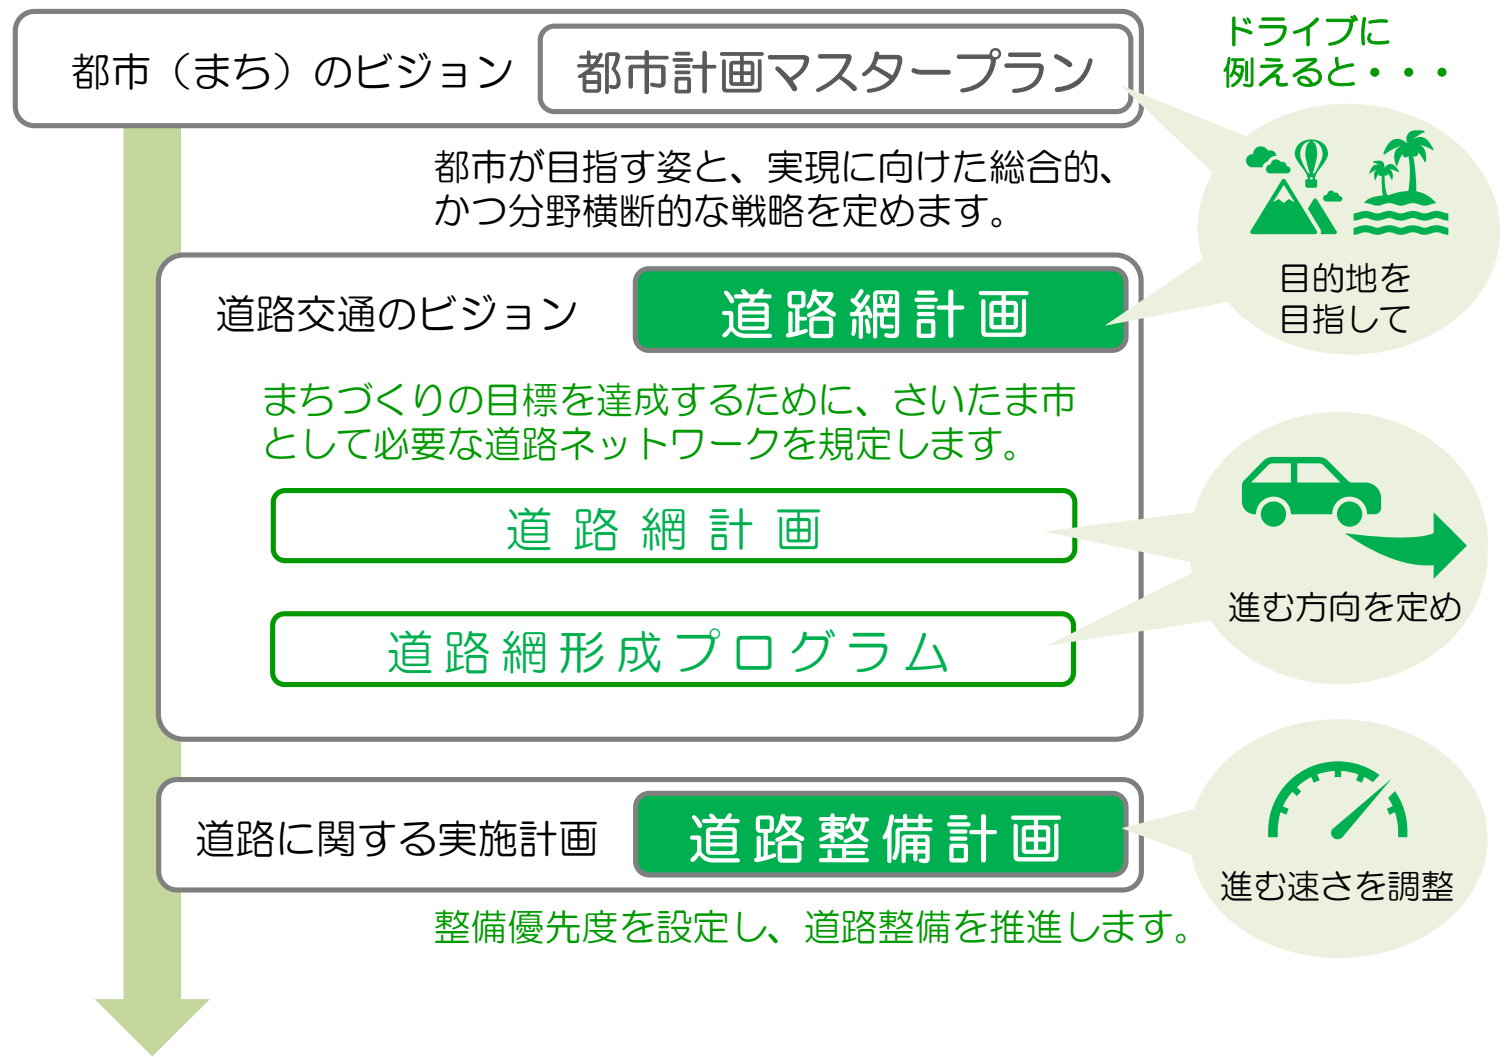 都市（まち）のビジョン
都市計画マスタープラン
ドライブに
例えると・・・
都市が目指す姿と、実現に向けた総合的、
かつ分野横断的な戦略を定めます。
目的地を
目指して
道路交通のビジョン
道路網計画
まちづくりの目標を達成するために、さいたま市
として必要な道路ネットワークを規定します。
道路網計画
道路網形成プログラム
進む方向を定め
道路に関する実施計画
道路整備計画
進む速さを調整
整備優先度を設定し、道路整備を推進します。